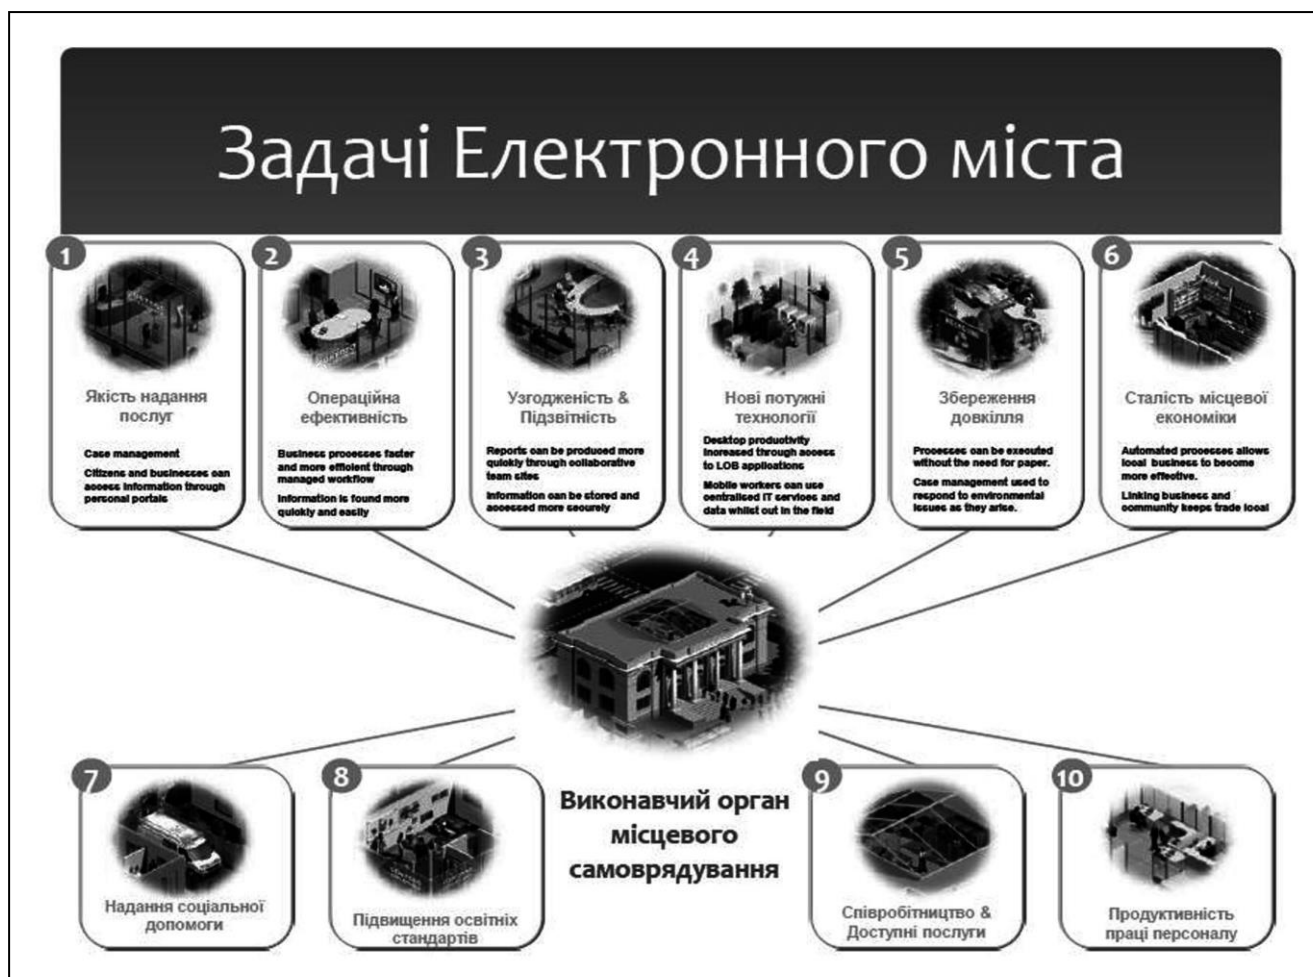 Задачі Електронного міста
1
Якість надання
послуг
Case management
Citizens and businesses can
access information through
personal portals
2
Операційна
ефективність
Business processes faster
and more efficient through
managed workflow
Information is found more
quickly and easily
3
Узгодженість &
Підзвітність
Reports can be produced more
quickly through collaborative
team sites
Information can be stored and
accessed more securely
4
Нові потужні
технології
Desktop productivity
increased through access
to LOB applications
Mobile workers can use
centralised IT services and
data whilst out in the field
5
Збереження
довкілля
Processes can be executed
without the need for paper.
Case management used to
respond to environmental
issues as they arise.
6
Сталість місцевої
економіки
Automated processes allows
local business to become
more effective.
Linking business and
community keeps trade local
7
Надання соціальної
допомоги
8
Підвищення освітніх
стандартів
Виконавчий орган
місцевого
самоврядування
9
Співробітництво &
Доступні послуги
10
Продуктивність
праці персоналу